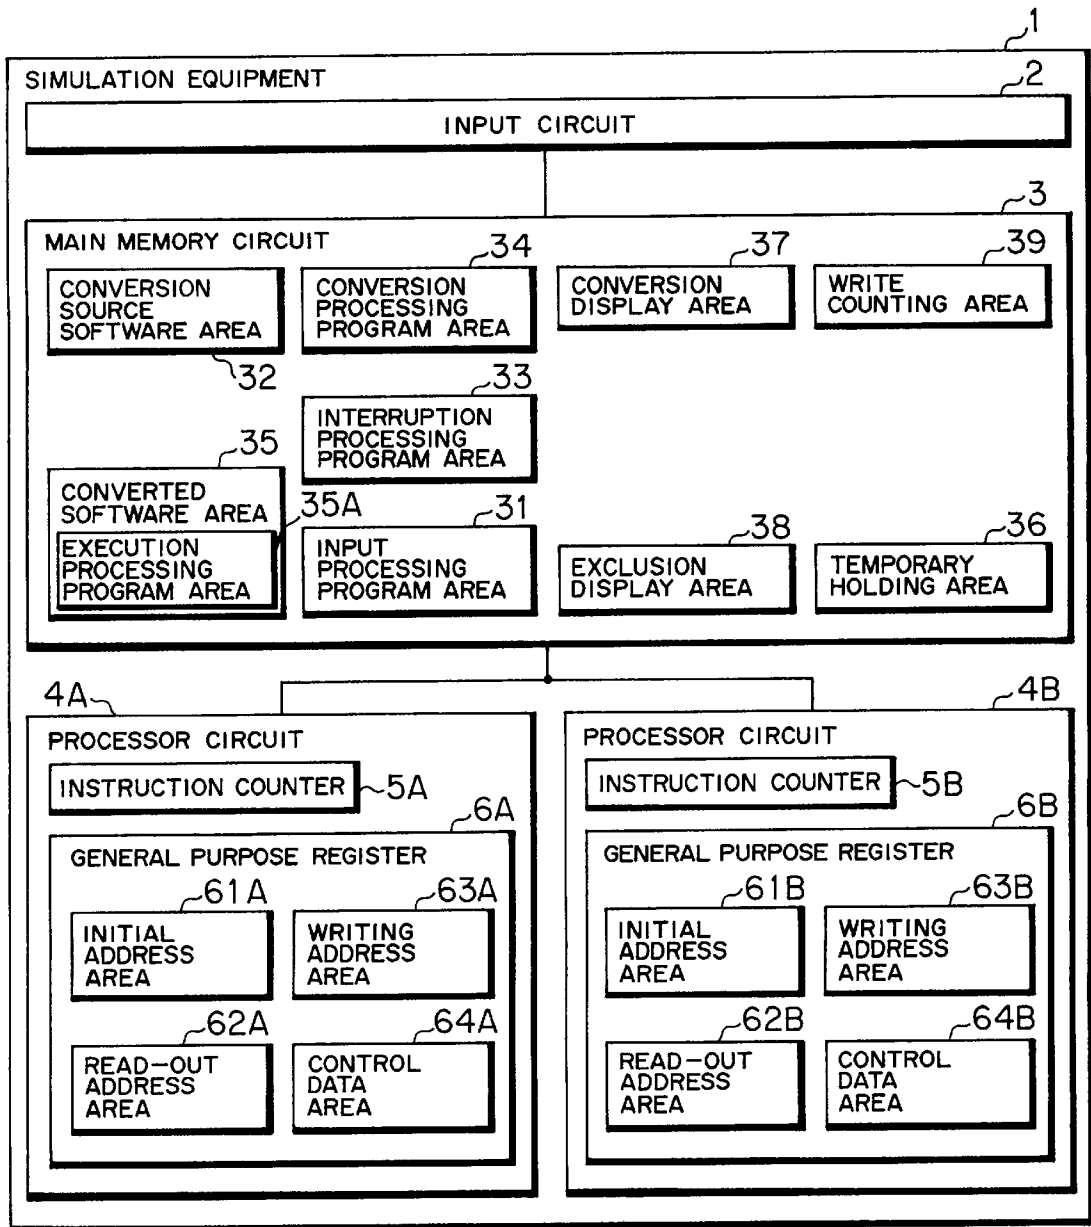 1
SIMULATION EQUIPMENT
2
INPUT CIRCUIT
3
MAIN MEMORY CIRCUIT
CONVERSION
SOURCE
SOFTWARE AREA
32
34
CONVERSION
PROCESSING
PROGRAM AREA
37
CONVERSION
DISPLAY AREA
39
WRITE
COUNTING AREA
33
INTERRUPTION
PROCESSING
PROGRAM AREA
35
CONVERTED
SOFTWARE AREA
35A
EXECUTION
PROCESSING
PROGRAM AREA
31
INPUT
PROCESSING
PROGRAM AREA
38
EXCLUSION
DISPLAY AREA
36
TEMPORARY
HOLDING AREA
4A
PROCESSOR CIRCUIT
INSTRUCTION COUNTER
5A
6A
GENERAL PURPOSE REGISTER
61A
INITIAL
ADDRESS
AREA
63A
WRITING
ADDRESS
AREA
62A
READ-OUT
ADDRESS
AREA
64A
CONTROL
DATA
AREA
4B
PROCESSOR CIRCUIT
INSTRUCTION COUNTER
5B
6B
GENERAL PURPOSE REGISTER
61B
INITIAL
ADDRESS
AREA
63B
WRITING
ADDRESS
AREA
62B
READ-OUT
ADDRESS
AREA
64B
CONTROL
DATA
AREA